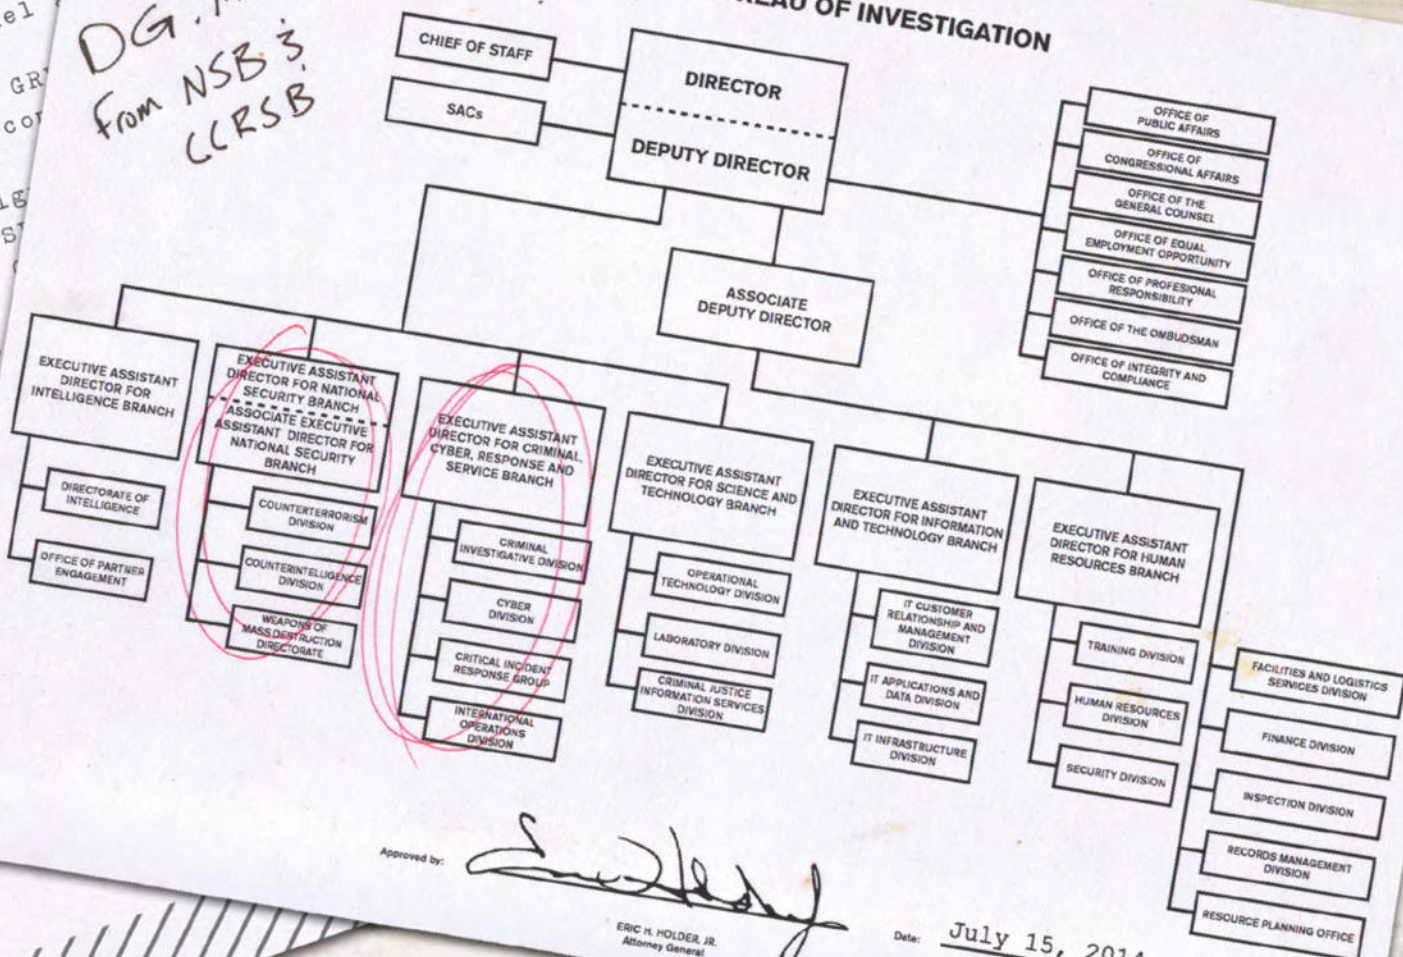 OF INVESTIGATION
DG.
From NSB 3
CCRSB
CHIEF OF STAFF
SACs
DIRECTOR
DEPUTY DIRECTOR
OFFICE OF
PUBLIC AFFAIRS
OFFICE OF
CONGRESSIONAL AFFAIRS
OFFICE OF THE
GENERAL COUNSEL
OFFICE OF EQUAL
EMPLOYMENT OPPORTUNITY
OFFICE OF PROFESIONAL
RESPONSIBILITY
OFFICE OF THE OMBUDSMAN
OFFICE OF INTEGRITY AND
COMPLIANCE
ASSOCIATE
DEPUTY DIRECTOR
EXECUTIVE ASSISTANT
DIRECTOR FOR
INTELLIGENCE BRANCH
DIRECTORATE OF
INTELLIGENCE
OFFICE OF PARTNER
ENGAGEMENT
EXECUTIVE ASSISTANT
DIRECTOR FOR NATIONAL
SECURITY BRANCH
ASSOCIATE EXECUTIVE
ASSISTANT DIRECTOR FOR
NATIONAL SECURITY
BRANCH
COUNTERTERRORISM
DIVISION
COUNTERINTELLIGENCE
DIVISION
WEAPONS OF
MASS DESTRUCTION
DIRECTORATE
EXECUTIVE ASSISTANT
DIRECTOR FOR CRIMINAL,
CYBER, RESPONSE AND
SERVICE BRANCH
CRIMINAL
INVESTIGATIVE DIVISION
CYBER
DIVISION
CRITICAL INCIDENT
RESPONSE GROUP
INTERNATIONAL
OPERATIONS
DIVISION
EXECUTIVE ASSISTANT
DIRECTOR FOR SCIENCE AND
TECHNOLOGY BRANCH
OPERATIONAL
TECHNOLOGY DIVISION
LABORATORY DIVISION
CRIMINAL JUSTICE
INFORMATION SERVICES
DIVISION
EXECUTIVE ASSISTANT
DIRECTOR FOR INFORMATION
AND TECHNOLOGY BRANCH
IT CUSTOMER
RELATIONSHIP AND
MANAGEMENT
DIVISION
IT APPLICATIONS AND
DATA DIVISION
IT INFRASTRUCTURE
DIVISION
EXECUTIVE ASSISTANT
DIRECTOR FOR HUMAN
RESOURCES BRANCH
TRAINING DIVISION
HUMAN RESOURCES
DIVISION
SECURITY DIVISION
FACILITIES AND LOGISTICS
SERVICES DIVISION
FINANCE DIVISION
INSPECTION DIVISION
RECORDS MANAGEMENT
DIVISION
RESOURCE PLANNING OFFICE
Approved by:
ERIC H. HOLDER, JR.
Attorney General
Date: July 15, 2014